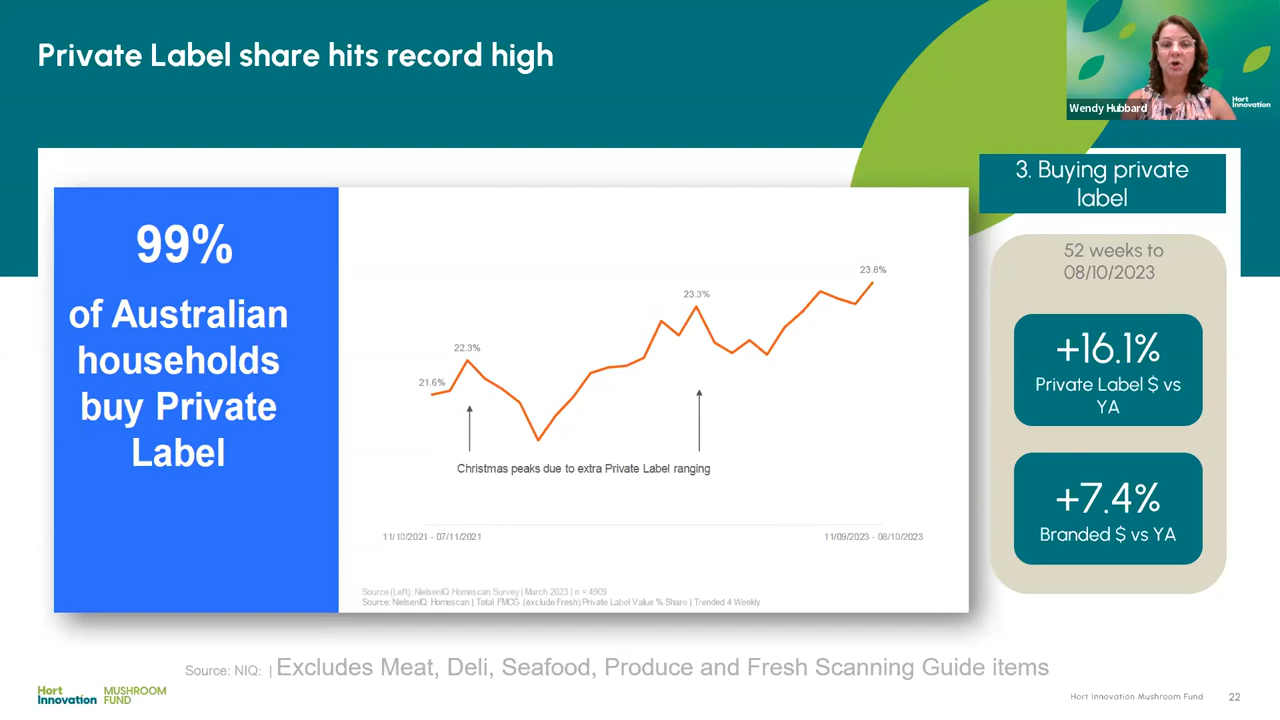 Private Label share hits record high
Wendy Hubbard
Hort
Innovation
3. Buying private
label
99%
of Australian
households
buy Private
Label
21.6%
22.3%
23.3%
23.8%
Christmas peaks due to extra Private Label ranging
11/10/2021 - 07/11/2021
11/09/2023 - 08/10/2023
Source (Left): NielsenIQ Homescan Survey | March 2023 | n = 4909
Source: NielsenIQ Homescan | Total FMCG (exclude Fresh) Private Label Value % Share | Trended 4 Weekly
52 weeks to
08/10/2023
+16.1%
Private Label $ vs
YA
+7.4%
Branded $ vs YA
Source: NIQ: | Excludes Meat, Deli, Seafood, Produce and Fresh Scanning Guide items
Hort
Innovation
MUSHROOM
FUND
Hort Innovation Mushroom Fund
22